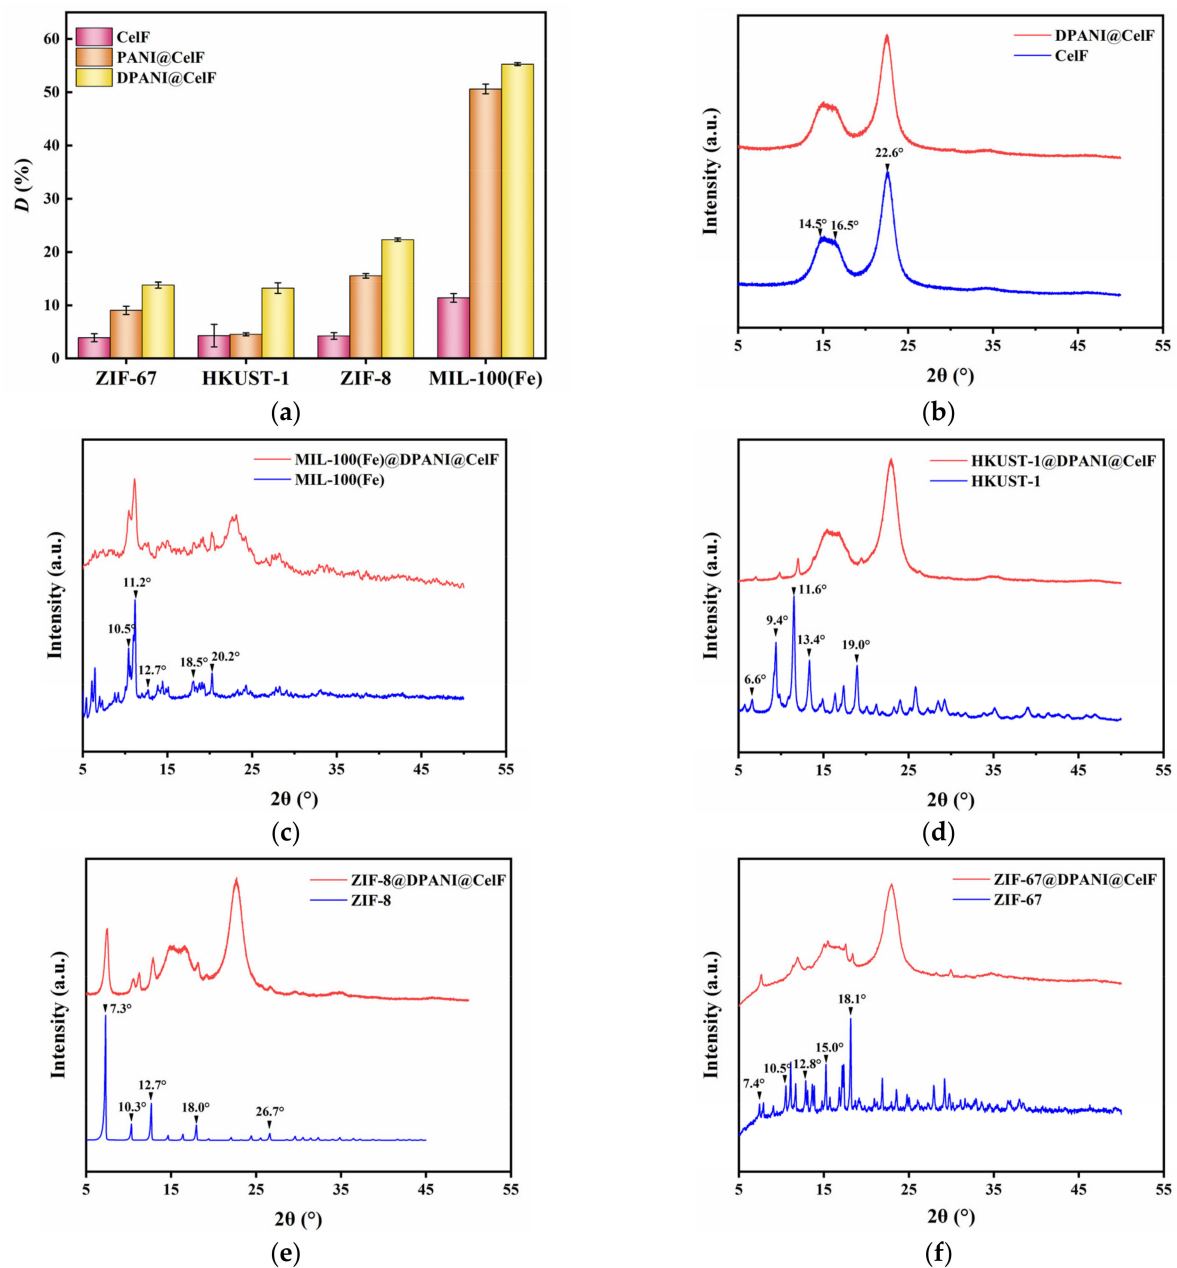 CelF
PANI@CelF
DPANI@CelF
D (%)
60
50
40
30
20
10
0
ZIF-67 HKUST-1 ZIF-8 MIL-100(Fe)
(a)
DPANI@CelF
CelF
Intensity (a.u.)
22.6°
14.5° 16.5°
5 15 25 35 45 55
2θ (°)
(b)
MIL-100(Fe)@DPANI@CelF
MIL-100(Fe)
Intensity (a.u.)
11.2°
10.5°
12.7° 18.5° 20.2°
5 15 25 35 45 55
2θ (°)
(c)
HKUST-1@DPANI@CelF
HKUST-1
Intensity (a.u.)
11.6°
9.4°
13.4° 19.0°
6.6°
5 15 25 35 45 55
2θ (°)
(d)
ZIF-8@DPANI@CelF
ZIF-8
Intensity (a.u.)
7.3°
12.7°
10.3° 18.0° 26.7°
5 15 25 35 45 55
2θ (°)
(e)
ZIF-67@DPANI@CelF
ZIF-67
Intensity (a.u.)
18.1°
15.0°
10.5° 12.8°
7.4°
5 15 25 35 45 55
2θ (°)
(f)